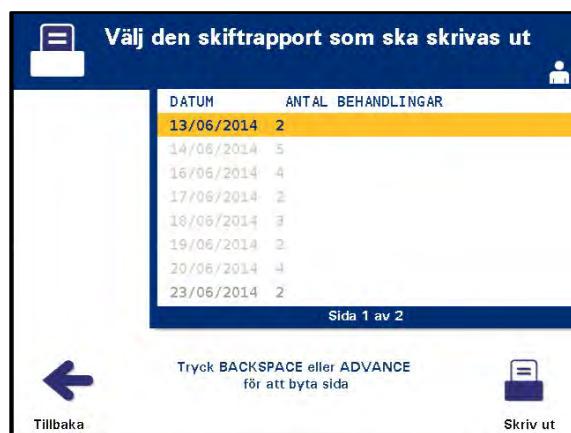 Välj den skiftrapport som ska skrivas ut
DATUM ANTAL BEHANDLINGAR
13/06/2014 2
14/06/2014 5
16/06/2014 4
17/06/2014 2
18/06/2014 3
19/06/2014 2
20/06/2014 4
23/06/2014 2
Sida 1 av 2
Tryck BACKSPACE eller ADVANCE
för att byta sida
Tillbaka
Skriv ut